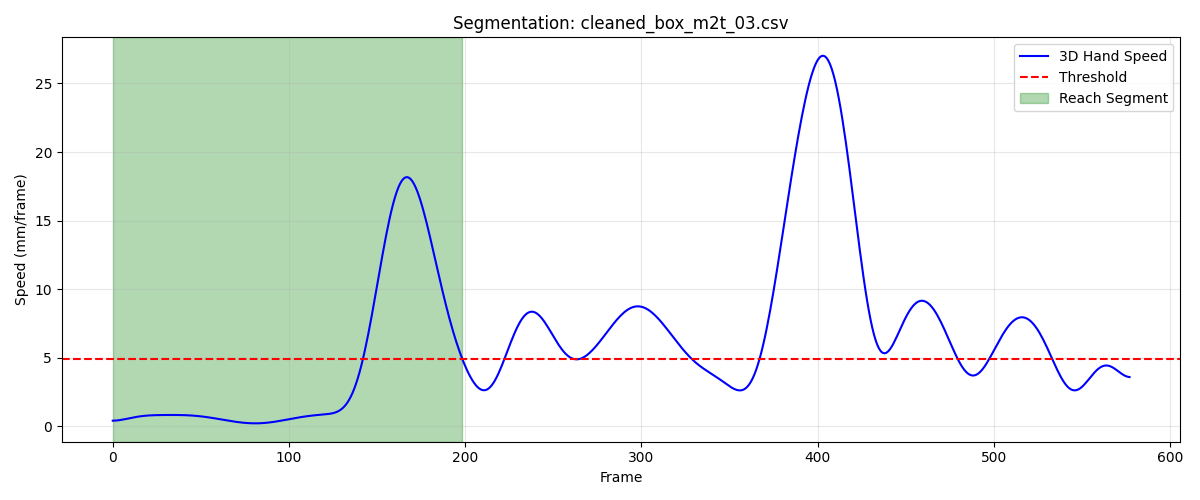 Segmentation: cleaned_box_m2t_03.csv
3D Hand Speed
Threshold
Reach Segment
Speed (mm/frame)
25
20
15
10
5
0
0 100 200 300 400 500 600
Frame